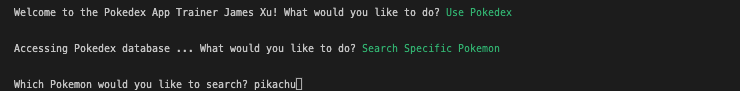 Welcome to the Pokedex App Trainer James Xu! What would you like to do? Use Pokedex
Accessing Pokedex database ... What would you like to do? Search Specific Pokemon
Which Pokemon would you like to search? pikachu